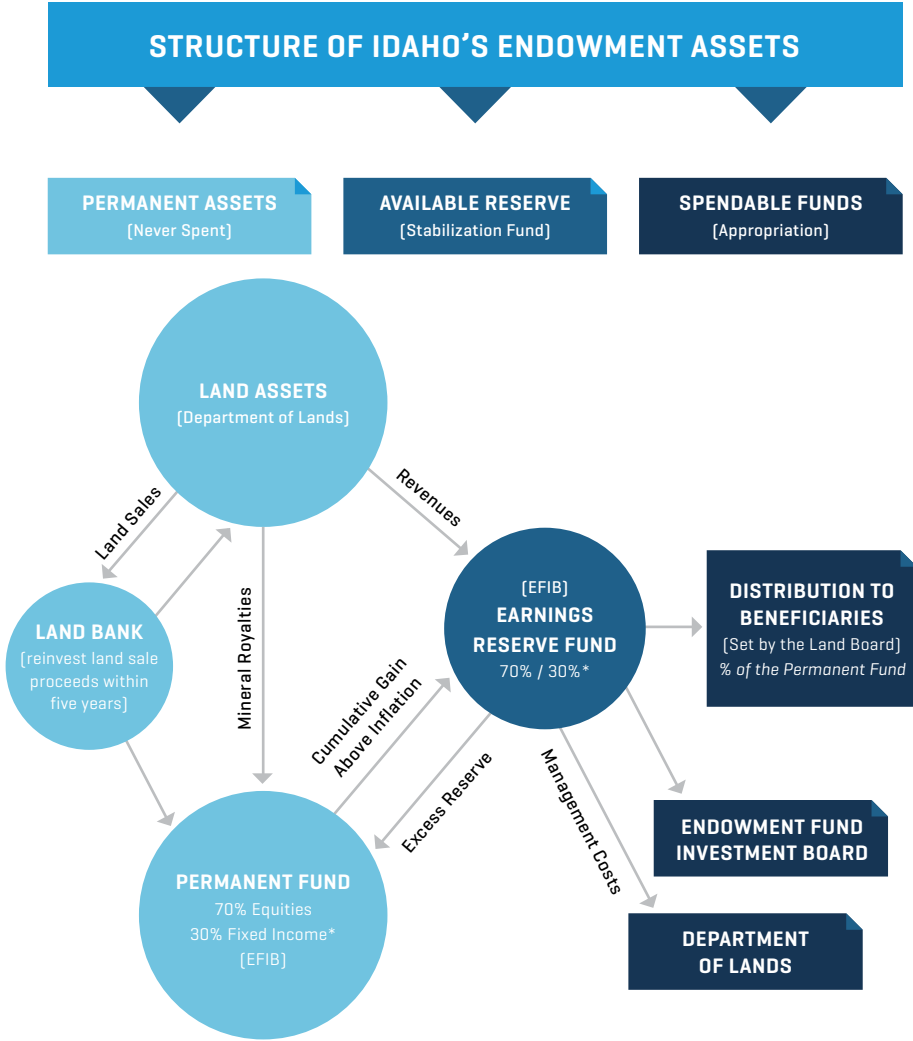 STRUCTURE OF IDAHO'S ENDOWMENT ASSETS
PERMANENT ASSETS
(Never Spent)
AVAILABLE RESERVE
(Stabilization Fund)
SPENDABLE FUNDS
(Appropriation)
LAND ASSETS
(Department of Lands)
Land Sales
Revenues
LAND BANK
(reinvest land sale
proceeds within
five years)
Mineral Royalties
(EFIB)
EARNINGS
RESERVE FUND
70% / 30%*
DISTRIBUTION TO
BENEFICIARIES
(Set by the Land Board)
% of the Permanent Fund
Cumulative Gain
Above Inflation
Excess Reserve
Management Costs
ENDOWMENT FUND
INVESTMENT BOARD
PERMANENT FUND
70% Equities
30% Fixed Income*
(EFIB)
DEPARTMENT
OF LANDS